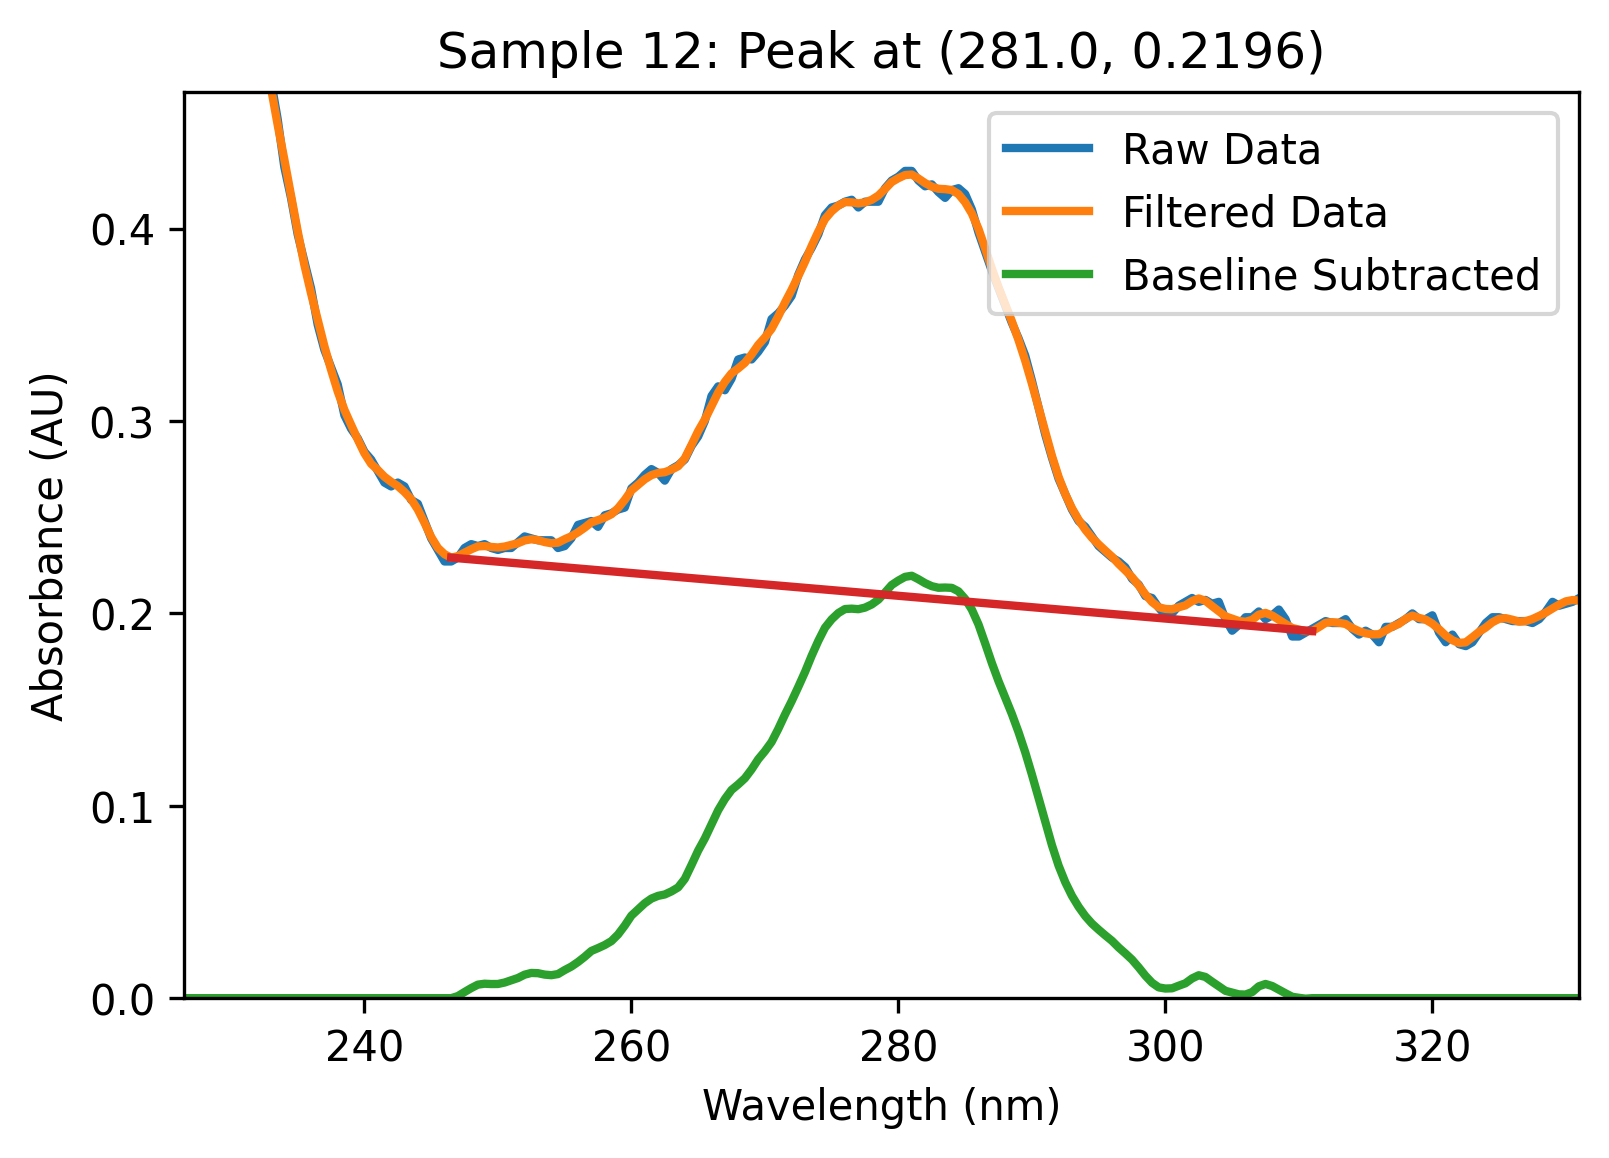 Sample 12: Peak at (281.0, 0.2196)
Raw Data
Filtered Data
Baseline Subtracted
Absorbance (AU)
0.4
0.3
0.2
0.1
0.0
240 260 280 300 320
Wavelength (nm)